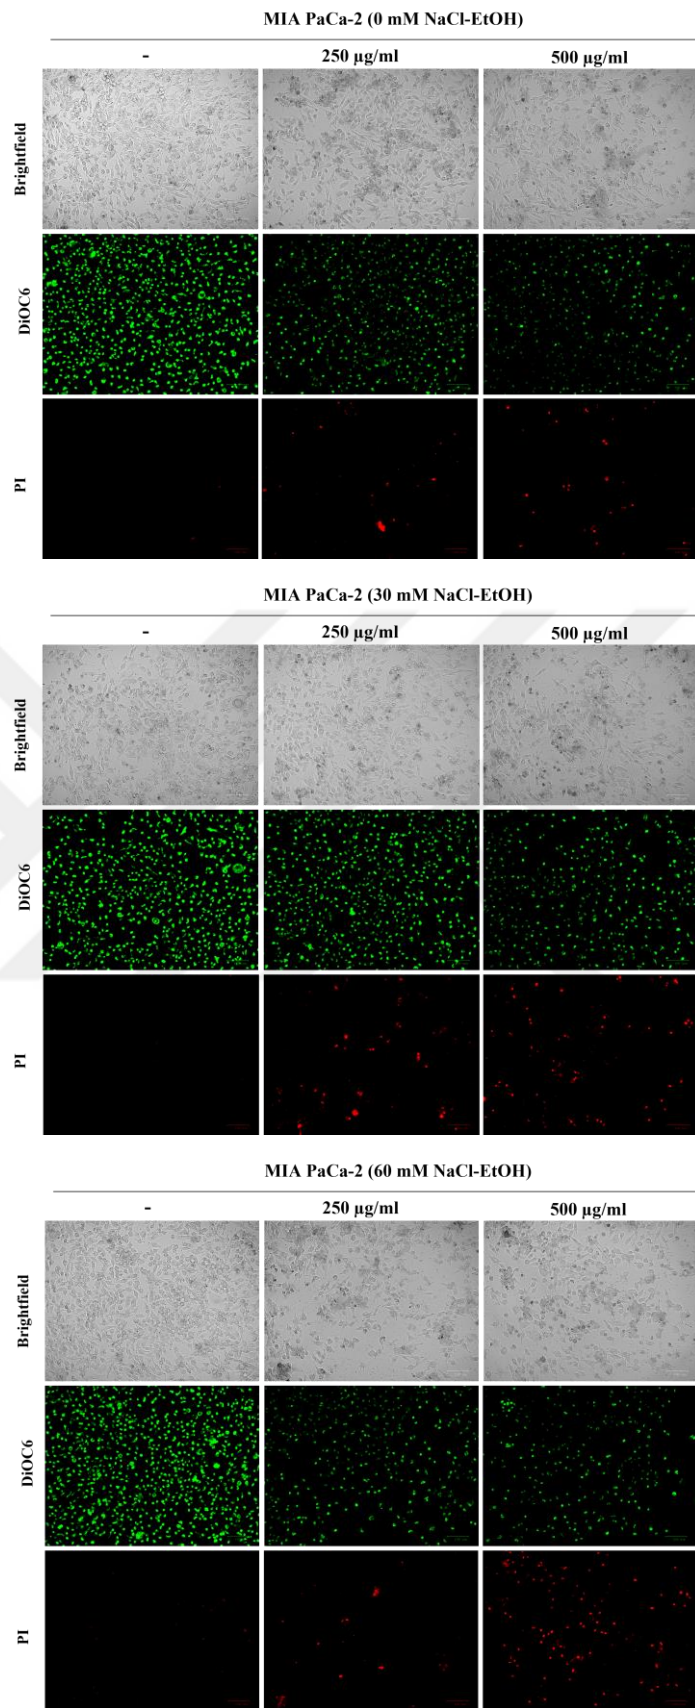 MIA PaCa-2 (0 mM NaCl-EtOH)
- 250 µg/ml 500 µg/ml
Brightfield
DiOC6
PI
MIA PaCa-2 (30 mM NaCl-EtOH)
- 250 µg/ml 500 µg/ml
Brightfield
DiOC6
PI
MIA PaCa-2 (60 mM NaCl-EtOH)
- 250 µg/ml 500 µg/ml
Brightfield
DiOC6
PI